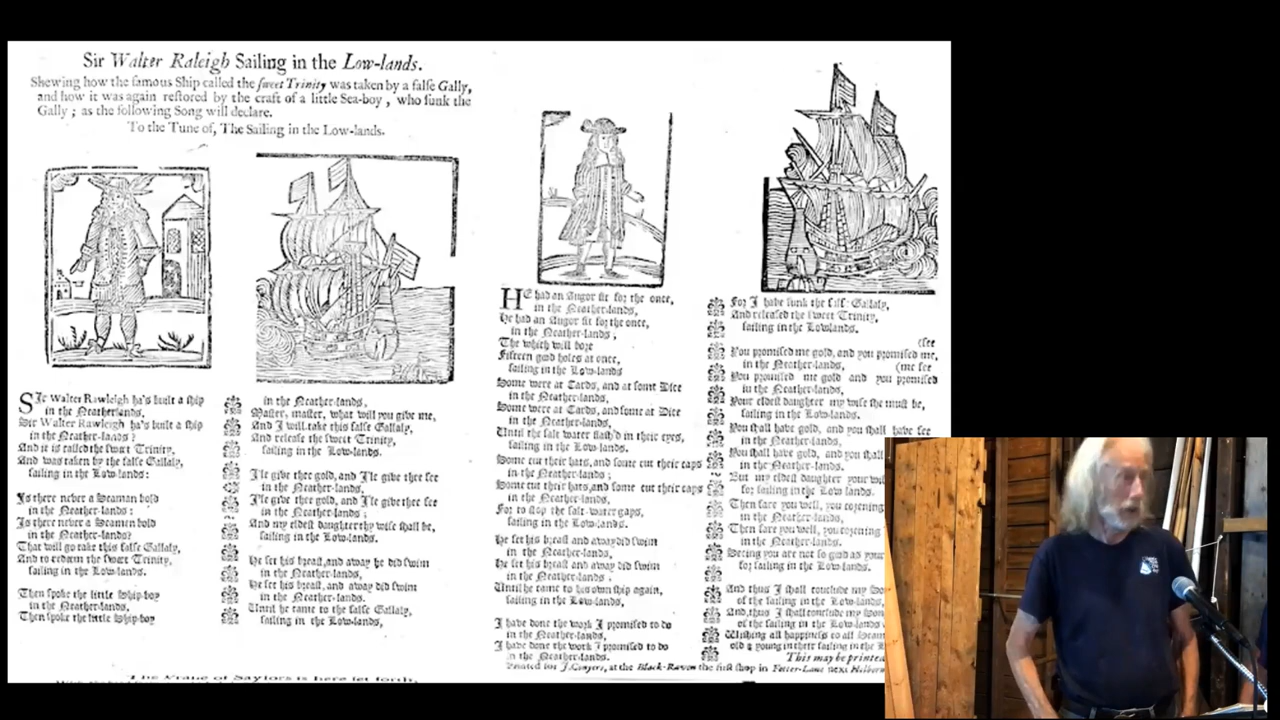 Sir Walter Raleigh Sailing in the Low-lands.
Shewing how the famous Ship called the sweet Trinity was taken by a false Gally,
and how it was again restored by the craft of a little Sea-boy, who sunk the
Gally; as the following Song will declare.
To the Tune of, The Sailing in the Low-lands.
Sir Walter Rawleigh ha's built a ship
in the Neatherlands,
Sir Walter Rawleigh ha's built a ship
in the Neather-lands?
And it is called the sweet Trinity,
And was taken by the false Gallaly,
sailing in the Low-lands:
Is there never a Seaman bold
in the Neather-lands:
Is there never a Seamen bold
in the Neather-lands?
That will go take this false Gallaly,
And to redeem the sweet Trinity,
sailing in the Low-lands.
Then spoke the little Ship-boy
in the Neather-lands,
Then spoke the little Ship-boy
in the Neather-lands,
Master, master, what will you give me,
And I will take this false Gallaly,
And release the sweet Trinity,
sailing in the Low-lands.
I'le give thee gold, and I'le give thee fee
in the Neather-lands,
I'le give thee gold, and I'le give thee fee
in the Neather-lands:
And my eldest daughter thy wife shall be,
sailing in the Low-lands.
He set his breast, and away he did swim
in the Neather-lands,
He set his breast, and away did swim
in the Neather-lands.
Until he came to the false Gallaly,
sailing in the Low-lands,
HE had an Augor fit for the once,
in the Neather-lands,
He had an Augor fit for the once,
in the Neather-lands,
The which will bore
Fifteen good holes at once,
sailing in the Low-lands
Some were at Cards, and at some Dice
in the Neather-lands,
Some were at Cards, and some at Dice
in the Neather-lands,
Until the salt water flash'd in their eyes,
sailing in the Low-lands.
Some cut their hats, and some cut their caps
in the Neather-lands;
Some cut their hats, and some cut their caps
in the Neather-lands,
For to stop the salt-water gaps,
sailing in the Low-lands.
He set his breast and away did swim
in the Neather-lands,
He set his breast, and away did swim
in the Neather-lands,
Until he came to his own ship again,
sailing in the Low-lands,
I have done the work I promised to do
in the Neather-lands,
I have done the work I promised to do
in the Neather-lands.
For I have sunk the false Gallaly,
And released the sweet Trinity,
sailing in the Lowlands.
(fee
You promised me gold, and you promised me,
in the Neather-lands, (me fee
You promised me gold and you promised
in the Neather-lands,
Your eldest daughter my wife she must be,
sailing in the Low-lands.
You shall have gold, and you shall have fee
in the Neather-lands,
You shall have gold, and you shall
in the Neather-lands.
But my eldest daughter your
for sailing in the Low-lands.
Then fare you well, you cozening
in the Neather-lands,
Then fare you well, you cozening
in the Neather-lands.
Seeing you are not so good as your
for sailing in the Low-lands.
And thus I shall conclude my
of the sailing in the Low-lands,
And thus I shall conclude my
of the sailing in the Low-lands
Wishing all happiness to all
old & young in their sailing in the
This may be printed
Printed for J. Conyers, at the Black-Raven the first shop in Fetter-Lane next Holborn
The Praise of Saylors is here set forth,